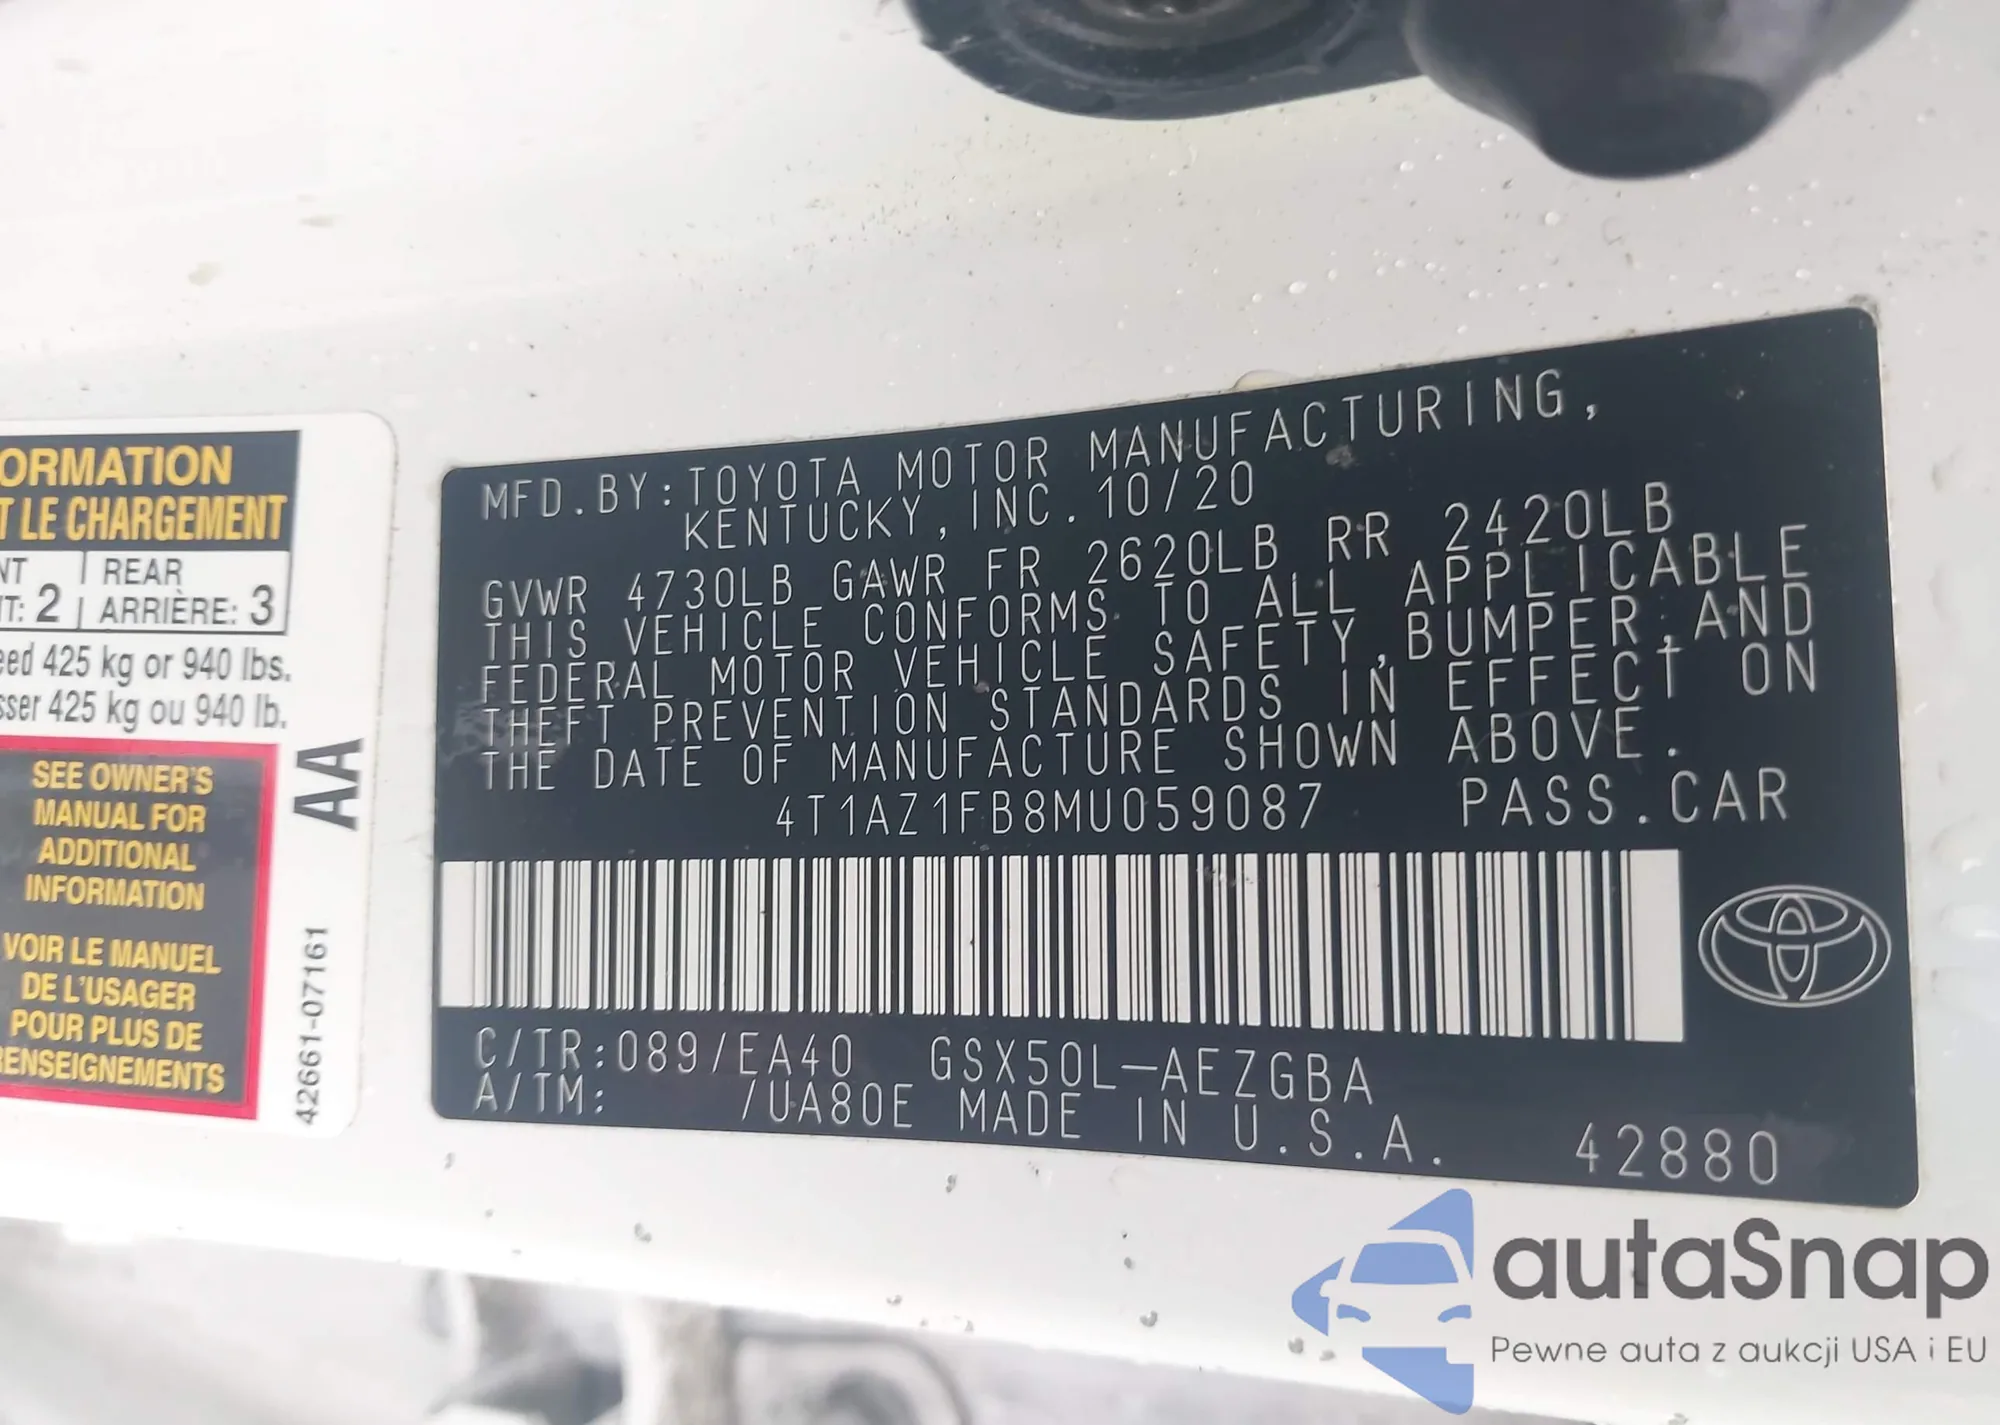 ORMATION
T LE CHARGEMENT
NT 2 REAR 3
T: ARRIÈRE:
eed 425 kg or 940 lbs.
sser 425 kg ou 940 lb.
SEE OWNER'S
MANUAL FOR
ADDITIONAL
INFORMATION
VOIR LE MANUEL
DE L'USAGER
POUR PLUS DE
RENSEIGNEMENTS
AA
42661-07161
MFD.BY:TOYOTA MOTOR MANUFACTURING,
KENTUCKY,INC. 10/20
GVWR 4730LB GAWR FR 2620LB RR 2420LB
THIS VEHICLE CONFORMS TO ALL APPLICABLE
FEDERAL MOTOR VEHICLE SAFETY,BUMPER,AND
THEFT PREVENTION STANDARDS IN EFFECT ON
THE DATE OF MANUFACTURE SHOWN ABOVE.
4T1AZ1FB8MU059087 PASS.CAR
C/TR:089/EA40 GSX50L-AEZGBA
A/TM: /UA80E MADE IN U.S.A. 42880
autaSnap
Pewne auta z aukcji USA i EU